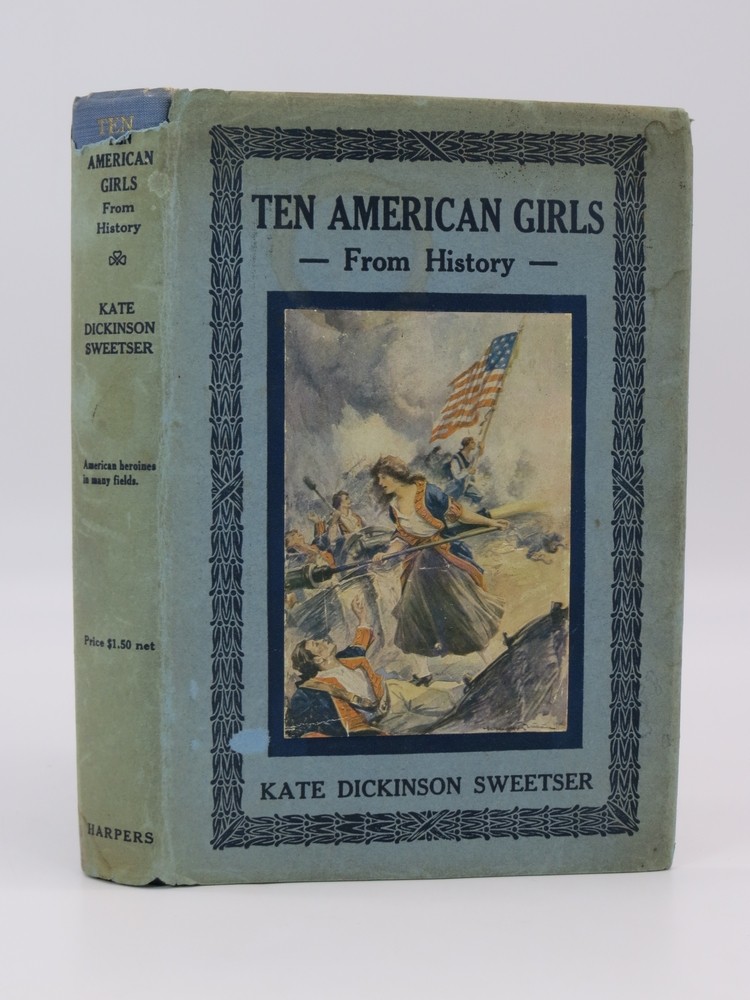 TEN
TEN
AMERICAN
GIRLS
From
History
KATE
DICKINSON
SWEETSER
American heroines
in many fields.
Price $1.50 net
HARPERS
TEN AMERICAN GIRLS
— From History —
KATE DICKINSON SWEETSER